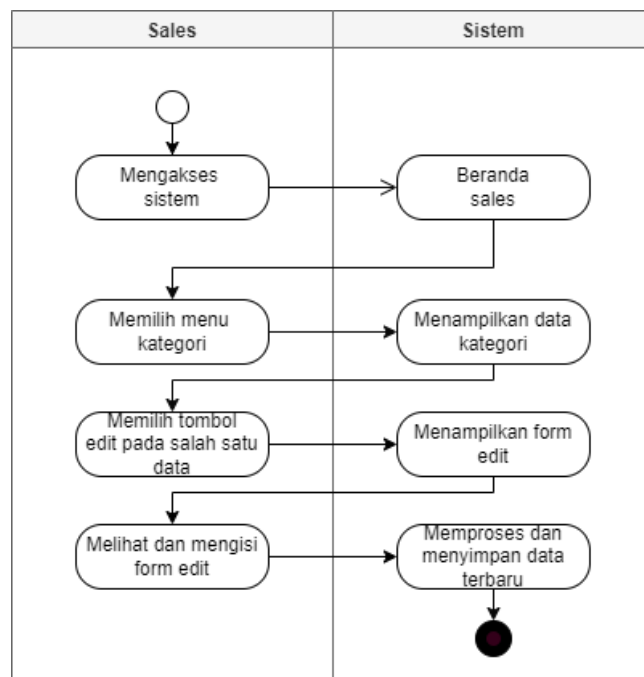 Sales
Sistem
Mengakses
sistem
Beranda
sales
Memilih menu
kategori
Menampilkan data
kategori
Memilih tombol
edit pada salah satu
data
Menampilkan form
edit
Melihat dan mengisi
form edit
Memproses dan
menyimpan data
terbaru